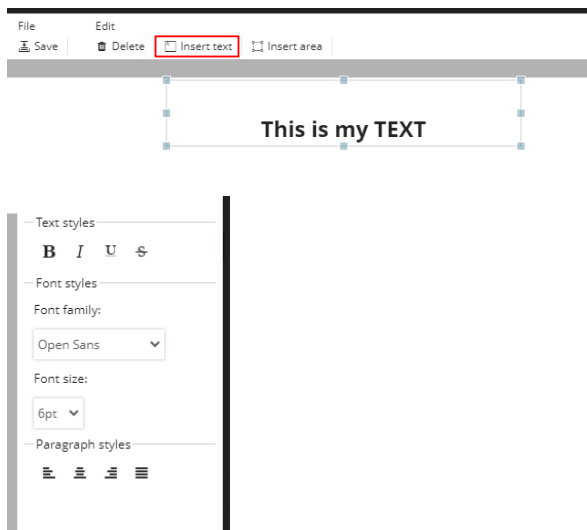 File Edit
Save Delete Insert text Insert area
This is my TEXT
Text styles
B I U S
Font styles
Font family:
Open Sans
Font size:
6pt
Paragraph styles